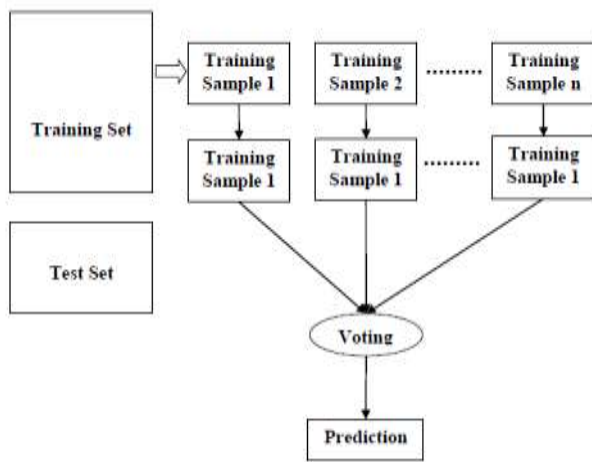 Training Set
Training
Sample 1
Training
Sample 2
.........
Training
Sample n
Training
Sample 1
Training
Sample 1
.........
Training
Sample 1
Test Set
Voting
Prediction